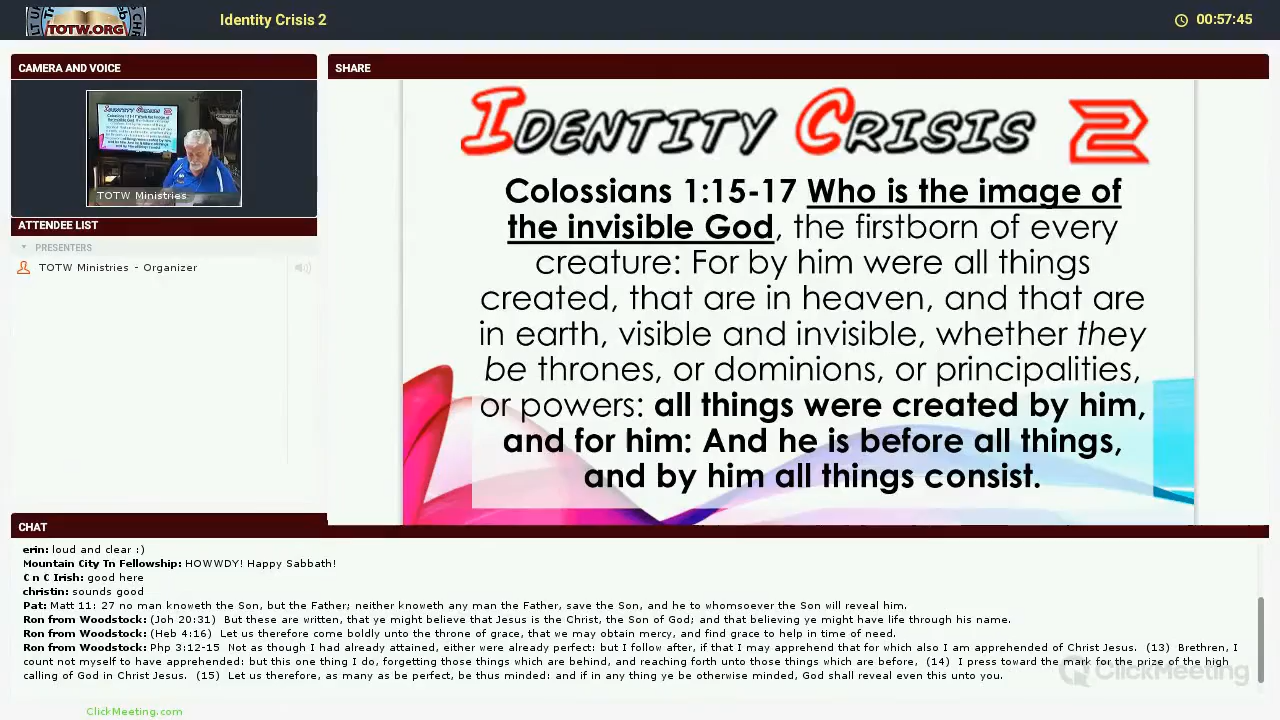 TOTW.ORG
Identity Crisis 2
00:57:45
CAMERA AND VOICE
TOTW Ministries
ATTENDEE LIST
PRESENTERS
TOTW Ministries - Organizer
SHARE
IDENTITY CRISIS 2
Colossians 1:15-17 Who is the image of
the invisible God, the firstborn of every
creature: For by him were all things
created, that are in heaven, and that are
in earth, visible and invisible, whether they
be thrones, or dominions, or principalities,
or powers: all things were created by him,
and for him: And he is before all things,
and by him all things consist.
CHAT
erin: loud and clear :)
Mountain City Tn Fellowship: HOWWDY! Happy Sabbath!
C n C Irish: good here
christin: sounds good
Pat: Matt 11: 27 no man knoweth the Son, but the Father; neither knoweth any man the Father, save the Son, and he to whomsoever the Son will reveal him.
Ron from Woodstock: (Joh 20:31) But these are written, that ye might believe that Jesus is the Christ, the Son of God; and that believing ye might have life through his name.
Ron from Woodstock: (Heb 4:16) Let us therefore come boldly unto the throne of grace, that we may obtain mercy, and find grace to help in time of need.
Ron from Woodstock: Php 3:12-15 Not as though I had already attained, either were already perfect: but I follow after, if that I may apprehend that for which also I am apprehended of Christ Jesus. (13) Brethren, I
count not myself to have apprehended: but this one thing I do, forgetting those things which are behind, and reaching forth unto those things which are before, (14) I press toward the mark for the prize of the high
calling of God in Christ Jesus. (15) Let us therefore, as many as be perfect, be thus minded: and if in any thing ye be otherwise minded, God shall reveal even this unto you.
ClickMeeting
ClickMeeting.com